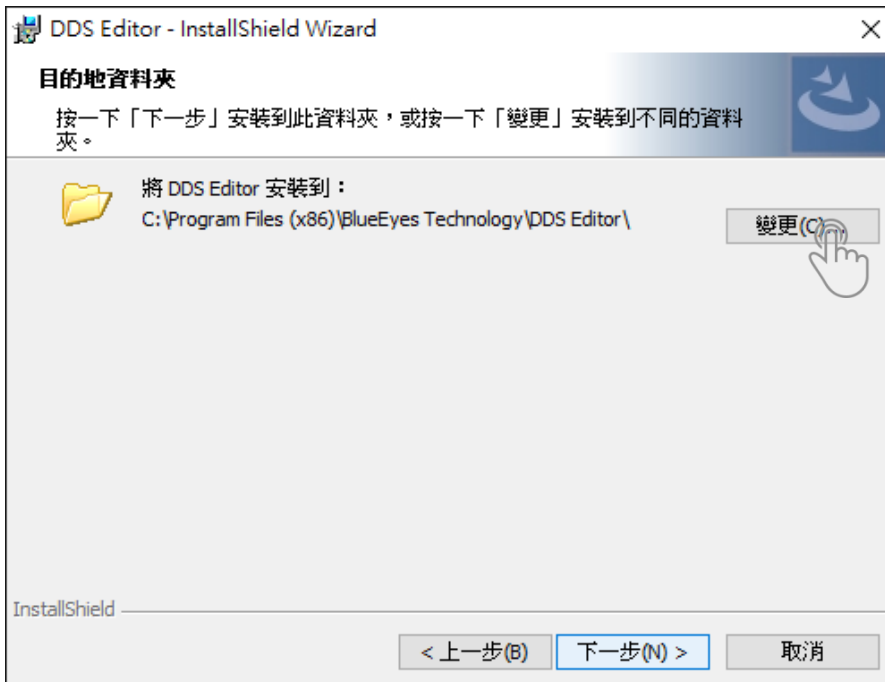 DDS Editor - InstallShield Wizard
目的地資料夾
按一下「下一步」安裝到此資料夾，或按一下「變更」安裝到不同的資料
夾。
將 DDS Editor 安裝到：
C:\Program Files (x86)\BlueEyes Technology\DDS Editor\
變更(C)...
InstallShield
< 上一步(B)
下一步(N) >
取消